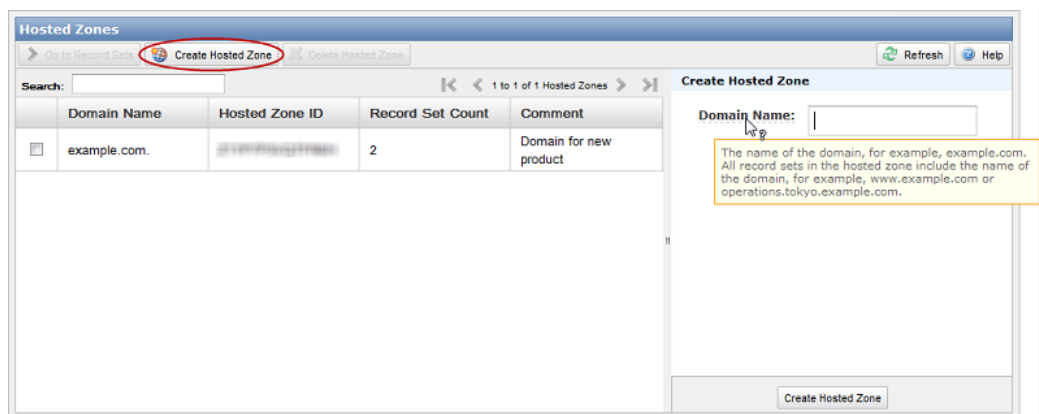 Hosted Zones
Go to Record Sets Create Hosted Zone Delete Hosted Zone Refresh Help
Search: 1 to 1 of 1 Hosted Zones
Domain Name Hosted Zone ID Record Set Count Comment
example.com. 2 Domain for new
product
Create Hosted Zone
Domain Name:
The name of the domain, for example, example.com.
All record sets in the hosted zone include the name of
the domain, for example, www.example.com or
operations.tokyo.example.com.
Create Hosted Zone